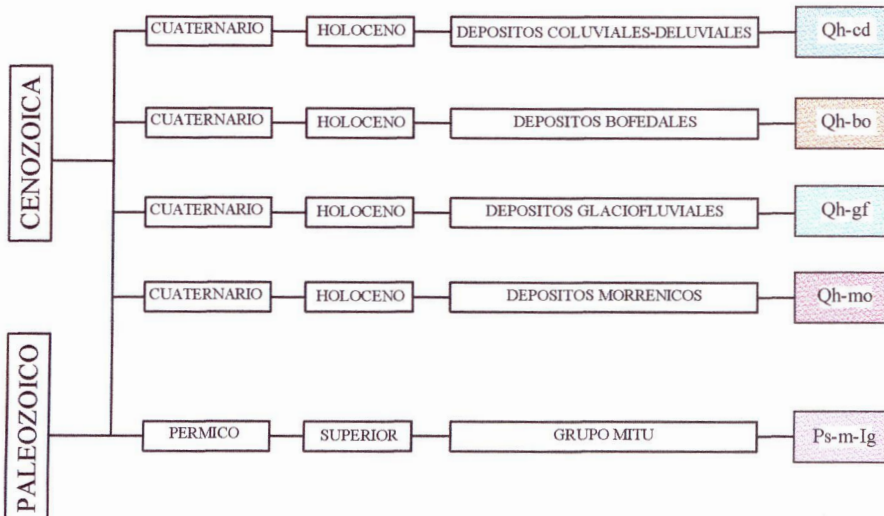 CENOZOICA
CUATERNARIO HOLOCENO DEPOSITOS COLUVIALES-DELUVIALES Qh-cd
CUATERNARIO HOLOCENO DEPOSITOS BOFEDALES Qh-bo
CUATERNARIO HOLOCENO DEPOSITOS GLACIOFLUVIALES Qh-gf
CUATERNARIO HOLOCENO DEPOSITOS MORRENICOS Qh-mo
PALEOZOICO
PERMICO SUPERIOR GRUPO MITU Ps-m-Ig